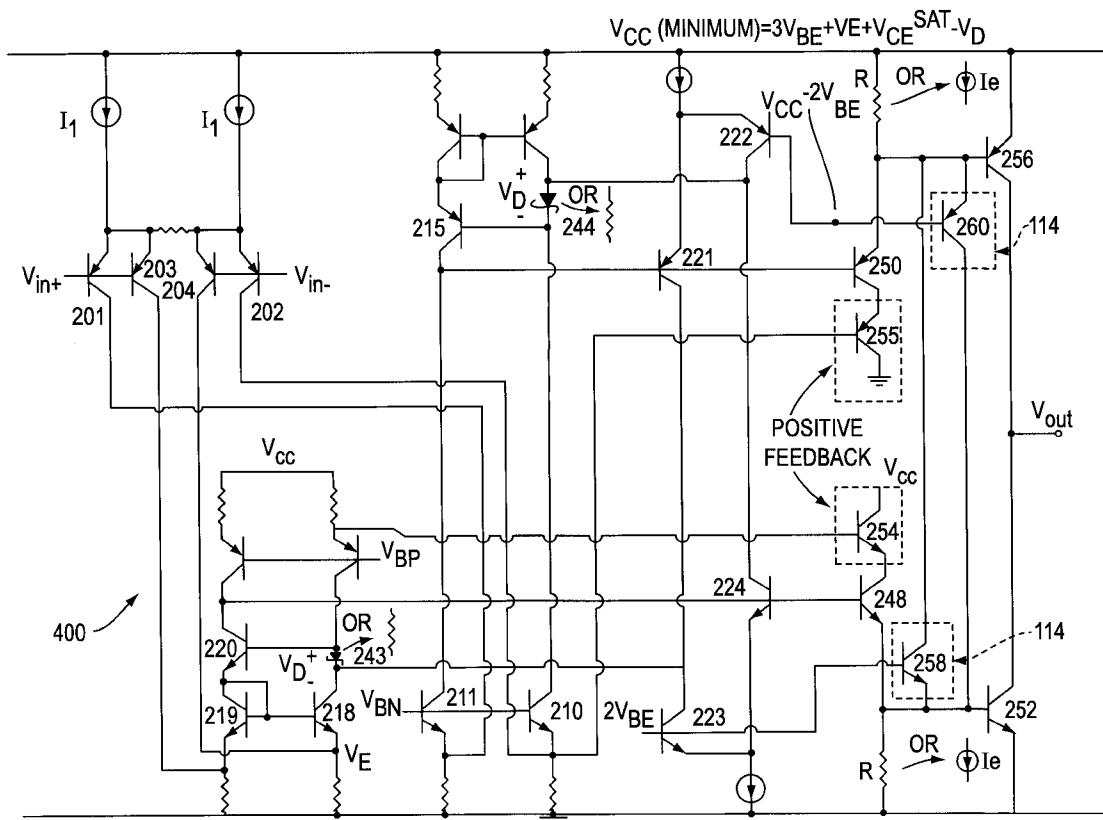 V_CC (MINIMUM)=3V_BE+VE+V_CE^SAT-V_D
I_1
I_1
R
OR
Ie
V_CC-2V_BE
222
256
V_D
+
-
OR
244
215
260
114
203
204
V_in+
V_in-
201
202
221
250
255
V_out
POSITIVE
FEEDBACK
V_cc
V_cc
254
V_BP
224
248
400
OR
220
V_D
+
-
243
114
258
V_BN
211
210
2V_BE
223
252
219
218
V_E
R
OR
Ie